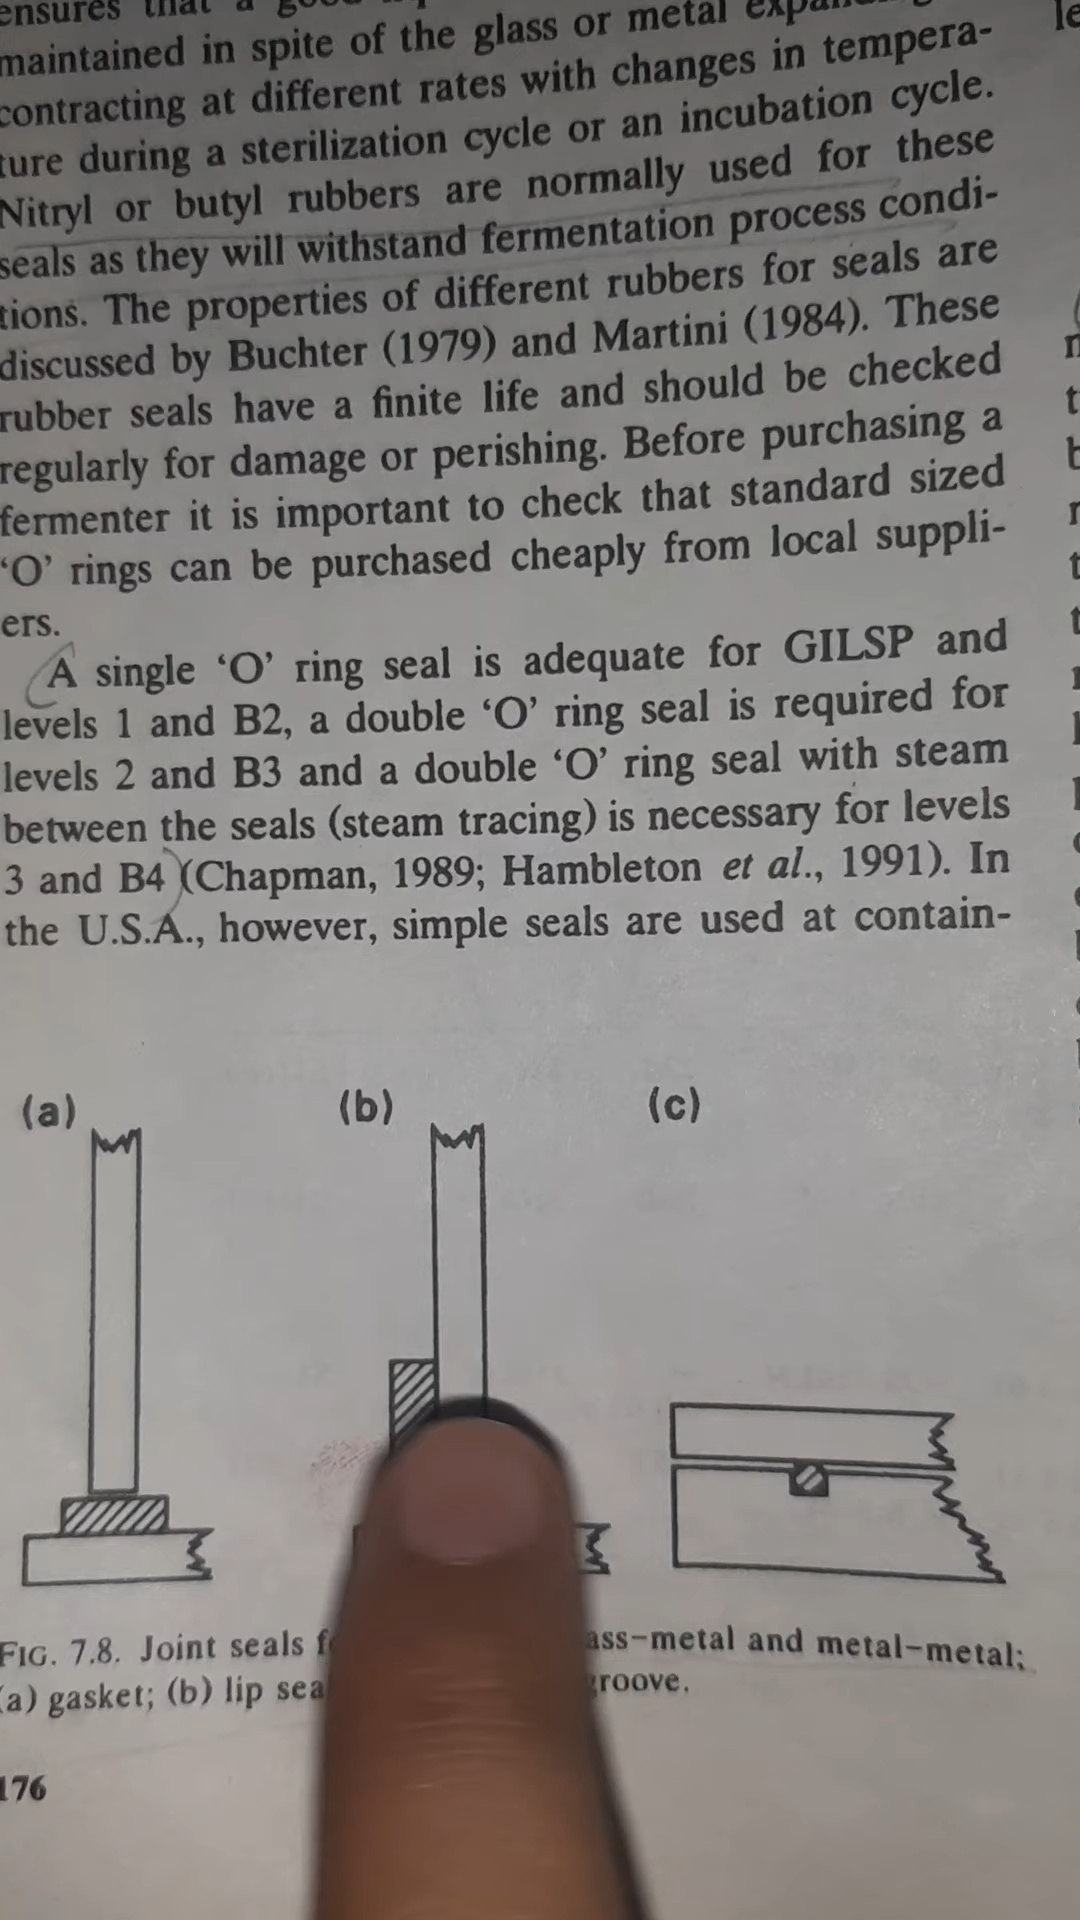 ensures that a
maintained in spite of the glass or metal
contracting at different rates with changes in tempera-
ture during a sterilization cycle or an incubation cycle.
Nitryl or butyl rubbers are normally used for these
seals as they will withstand fermentation process condi-
tions. The properties of different rubbers for seals are
discussed by Buchter (1979) and Martini (1984). These
rubber seals have a finite life and should be checked
regularly for damage or perishing. Before purchasing a
fermenter it is important to check that standard sized
‘O’ rings can be purchased cheaply from local suppli-
ers.
A single ‘O’ ring seal is adequate for GILSP and
levels 1 and B2, a double ‘O’ ring seal is required for
levels 2 and B3 and a double ‘O’ ring seal with steam
between the seals (steam tracing) is necessary for levels
3 and B4 (Chapman, 1989; Hambleton et al., 1991). In
the U.S.A., however, simple seals are used at contain-
(a) (b) (c)
FIG. 7.8. Joint seals ass-metal and metal-metal;
(a) gasket; (b) lip sea groove.
176